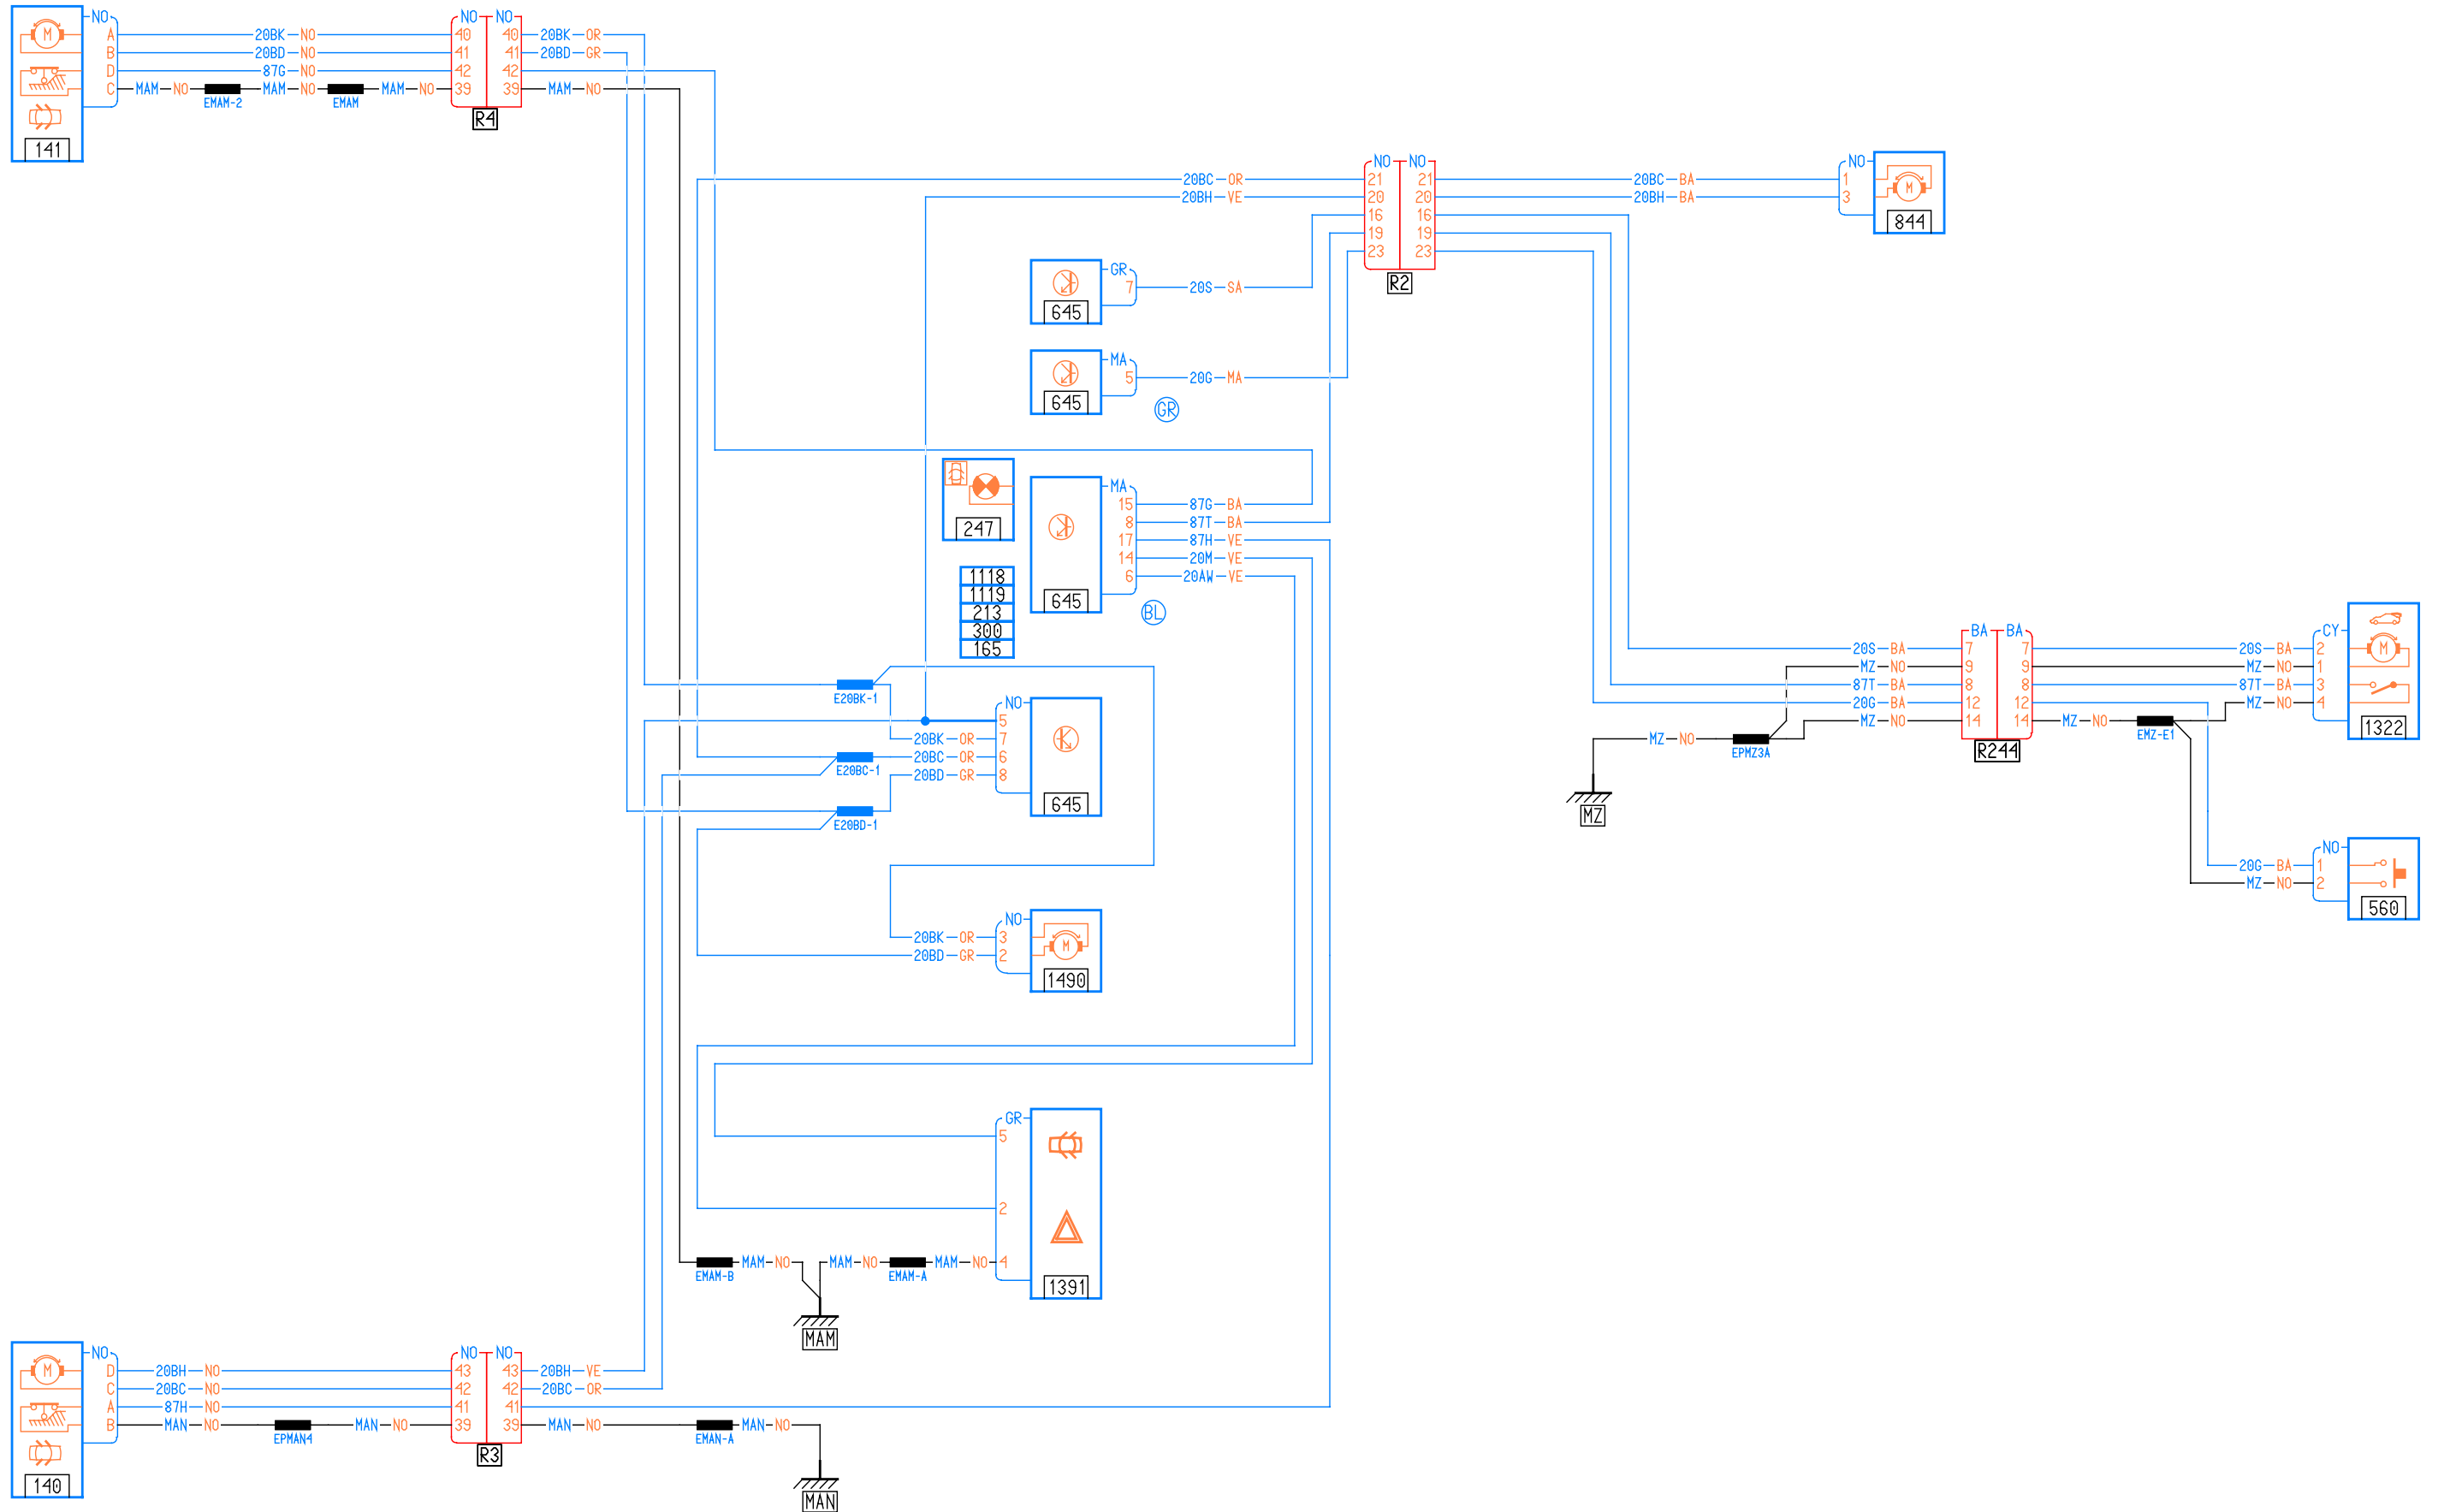 NO NO NO
A 20BK NO 40 40 20BK OR
B 20BD NO 41 41 20BD GR
D 87G NO 42 42
C MAM NO MAM NO MAM NO 39 39 MAM NO
EMAM-2 EMAM
R4
141
M
NO NO NO
20BC OR 21 21 20BC BA 1
20BH VE 20 20 20BH BA 3
16 16
19 19
23 23
R2
M
844
GR
7 20S SA
645
MA
5 20G MA
645
GR
247
MA
15 87G BA
8 87T BA
17 87H VE
14 20M VE
6 20AW VE
645
BL
1118
1119
213
300
165
E20BK-1
NO
5
20BK OR 7
20BC OR 6
20BD GR 8
E20BC-1
E20BD-1
645
BA BA CY
20S BA 7 7 20S BA 2
MZ NO 9 9 MZ NO 1
87T BA 8 8 87T BA 3
20G BA 12 12 MZ NO 4
MZ NO 14 14 MZ NO
MZ NO
EPMZ3A
EMZ-E1
R244
M
1322
MZ
NO
20G BA 1
MZ NO 2
560
NO
20BK OR 3
20BD GR 2
M
1490
GR
5
2
MAM NO MAM NO MAM NO 4
EMAM-B EMAM-A
1391
MAM
NO NO NO
D 20BH NO 43 43 20BH VE
C 20BC NO 42 42 20BC OR
A 87H NO 41 41
B MAN NO MAN NO 39 39 MAN NO MAN NO
EPMAN4 EMAN-A
R3
M
140
MAN